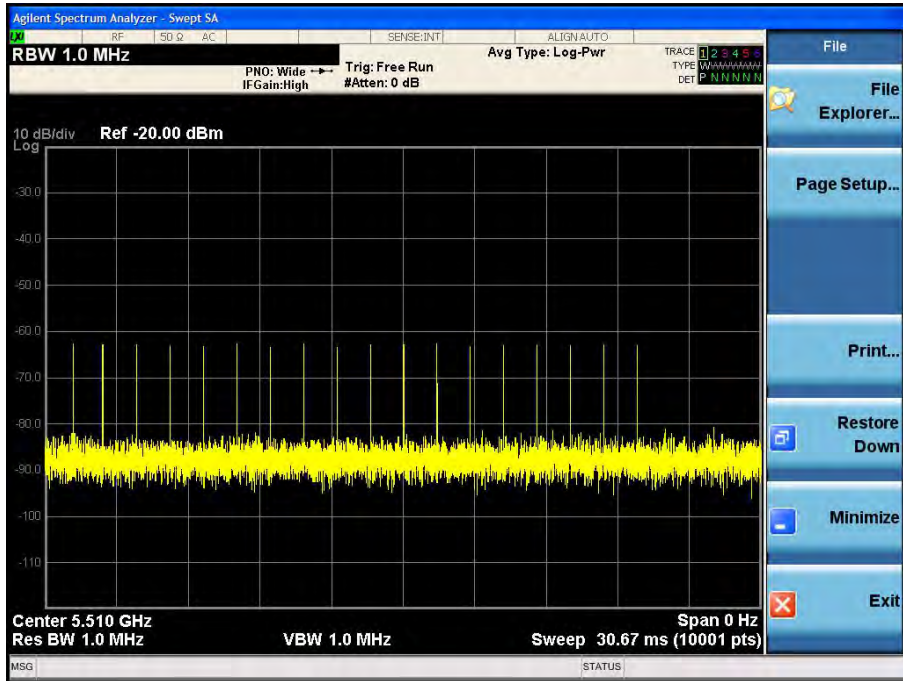 Agilent Spectrum Analyzer - Swept SA
LXI RF 50 Ω AC SENSE:INT ALIGN AUTO
RBW 1.0 MHz
PNO: Wide
IFGain:High
Trig: Free Run
#Atten: 0 dB
Avg Type: Log-Pwr
TRACE 1 2 3 4 5 6
TYPE WWWWWW
DET P N N N N N
10 dB/div Ref -20.00 dBm
Log
-30.0
-40.0
-50.0
-60.0
-70.0
-80.0
-90.0
-100
-110
Center 5.510 GHz Span 0 Hz
Res BW 1.0 MHz VBW 1.0 MHz Sweep 30.67 ms (10001 pts)
MSG STATUS
File
File
Explorer...
Page Setup...
Print...
Restore
Down
Minimize
Exit